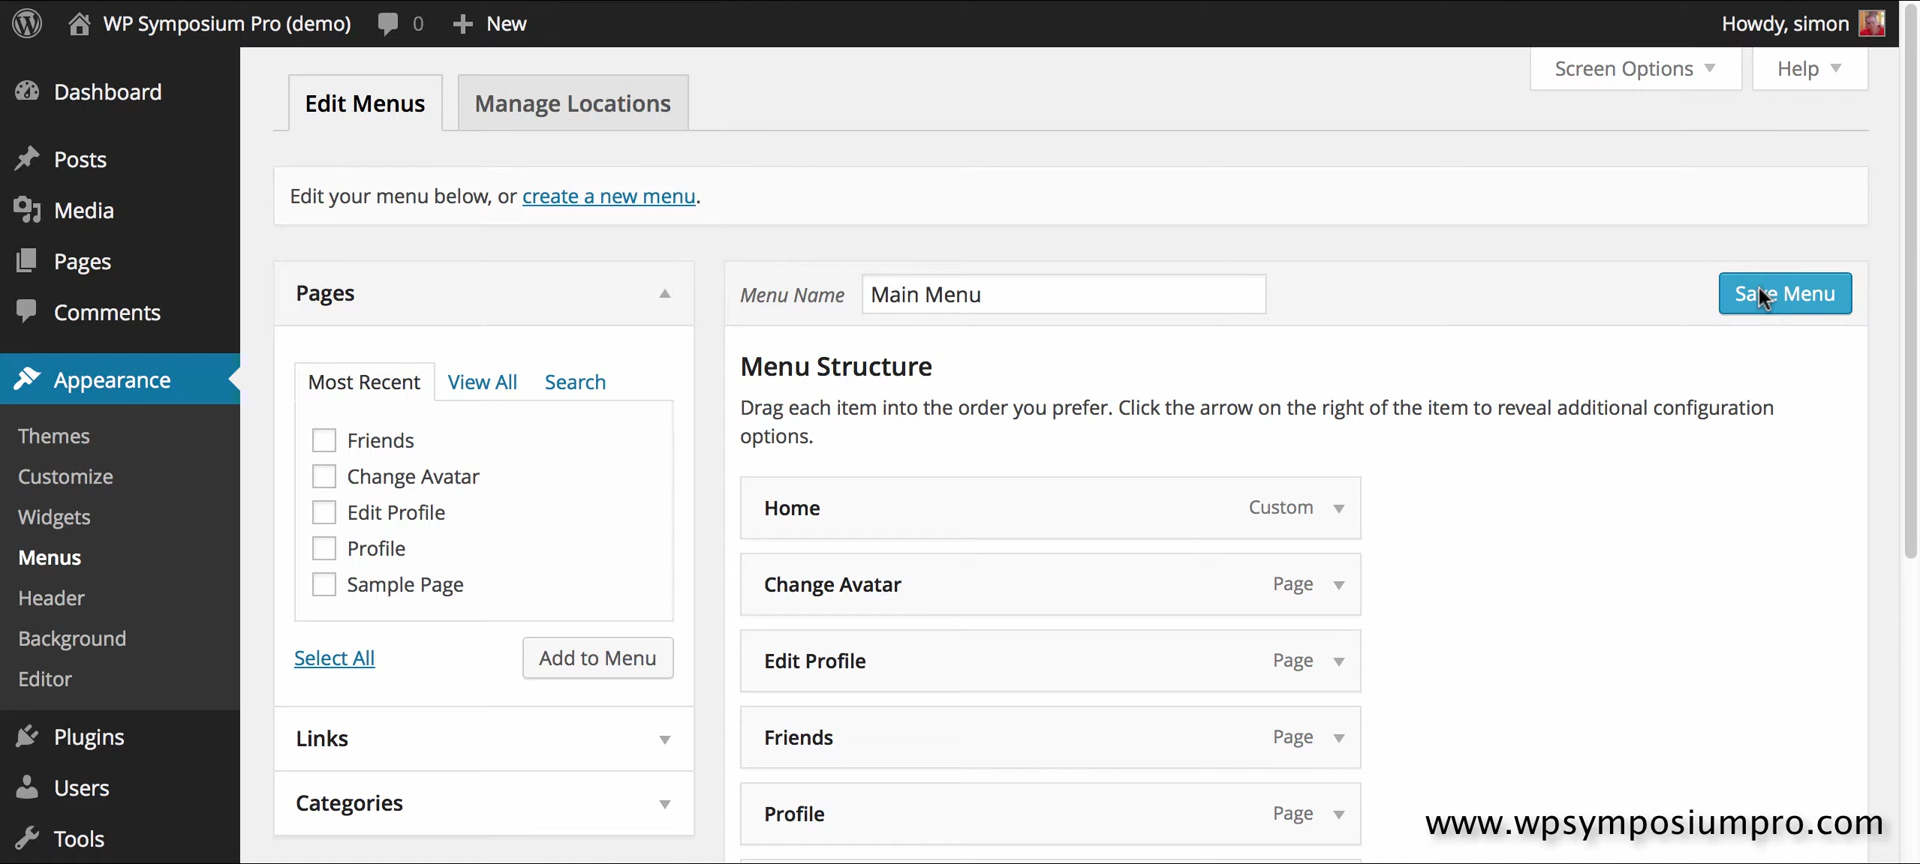 WP Symposium Pro (demo)
0
New
Howdy, simon
Dashboard
Posts
Media
Pages
Comments
Appearance
Themes
Customize
Widgets
Menus
Header
Background
Editor
Plugins
Users
Tools
Screen Options
Help
Edit Menus
Manage Locations
Edit your menu below, or create a new menu.
Pages
Most Recent
View All
Search
Friends
Change Avatar
Edit Profile
Profile
Sample Page
Select All
Add to Menu
Links
Categories
Menu Name
Main Menu
Save Menu
Menu Structure
Drag each item into the order you prefer. Click the arrow on the right of the item to reveal additional configuration
options.
Home
Custom
Change Avatar
Page
Edit Profile
Page
Friends
Page
Profile
Page
www.wpsymposiumpro.com